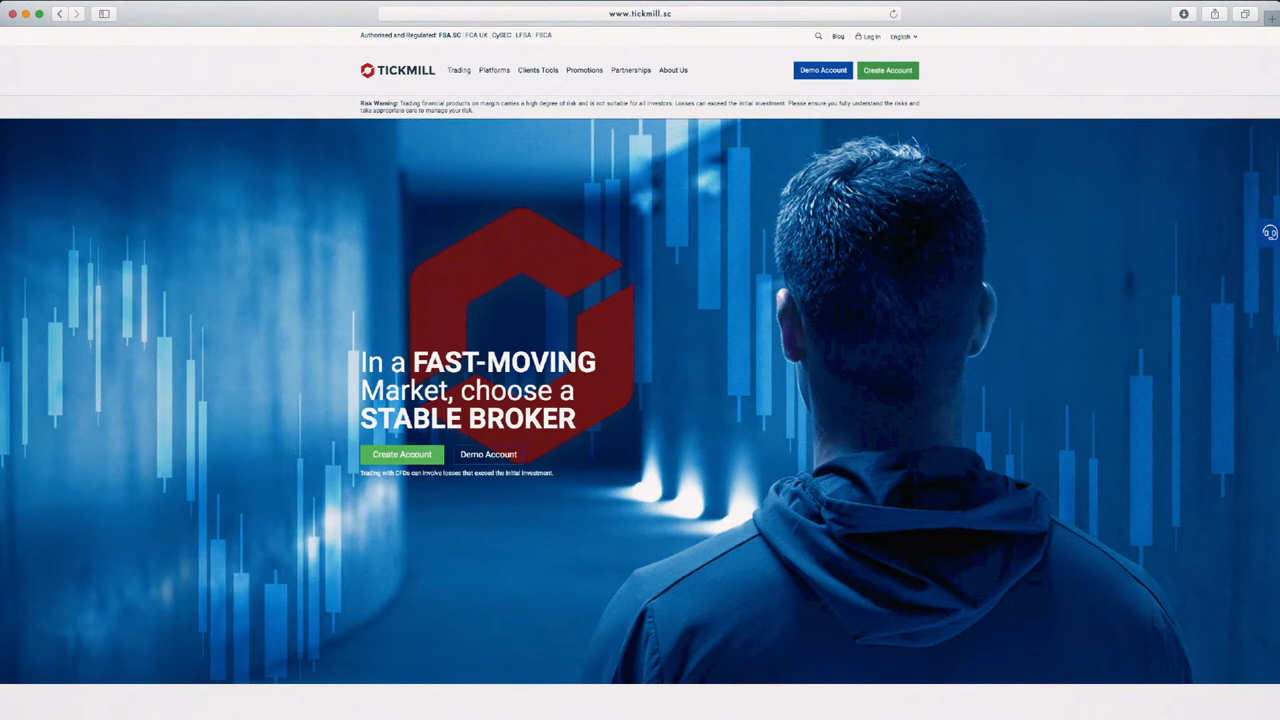 www.tickmill.sc
Authorised and Regulated: FSA SC | FCA UK | CySEC | LFSA | FSCA
Blog
Log In
English
TICKMILL
Trading
Platforms
Clients Tools
Promotions
Partnerships
About Us
Demo Account
Create Account
Risk Warning: Trading financial products on margin carries a high degree of risk and is not suitable for all investors. Losses can exceed the initial investment. Please ensure you fully understand the risks and
take appropriate care to manage your risk.
In a FAST-MOVING
Market, choose a
STABLE BROKER
Create Account
Demo Account
Trading with CFDs can involve losses that exceed the initial investment.